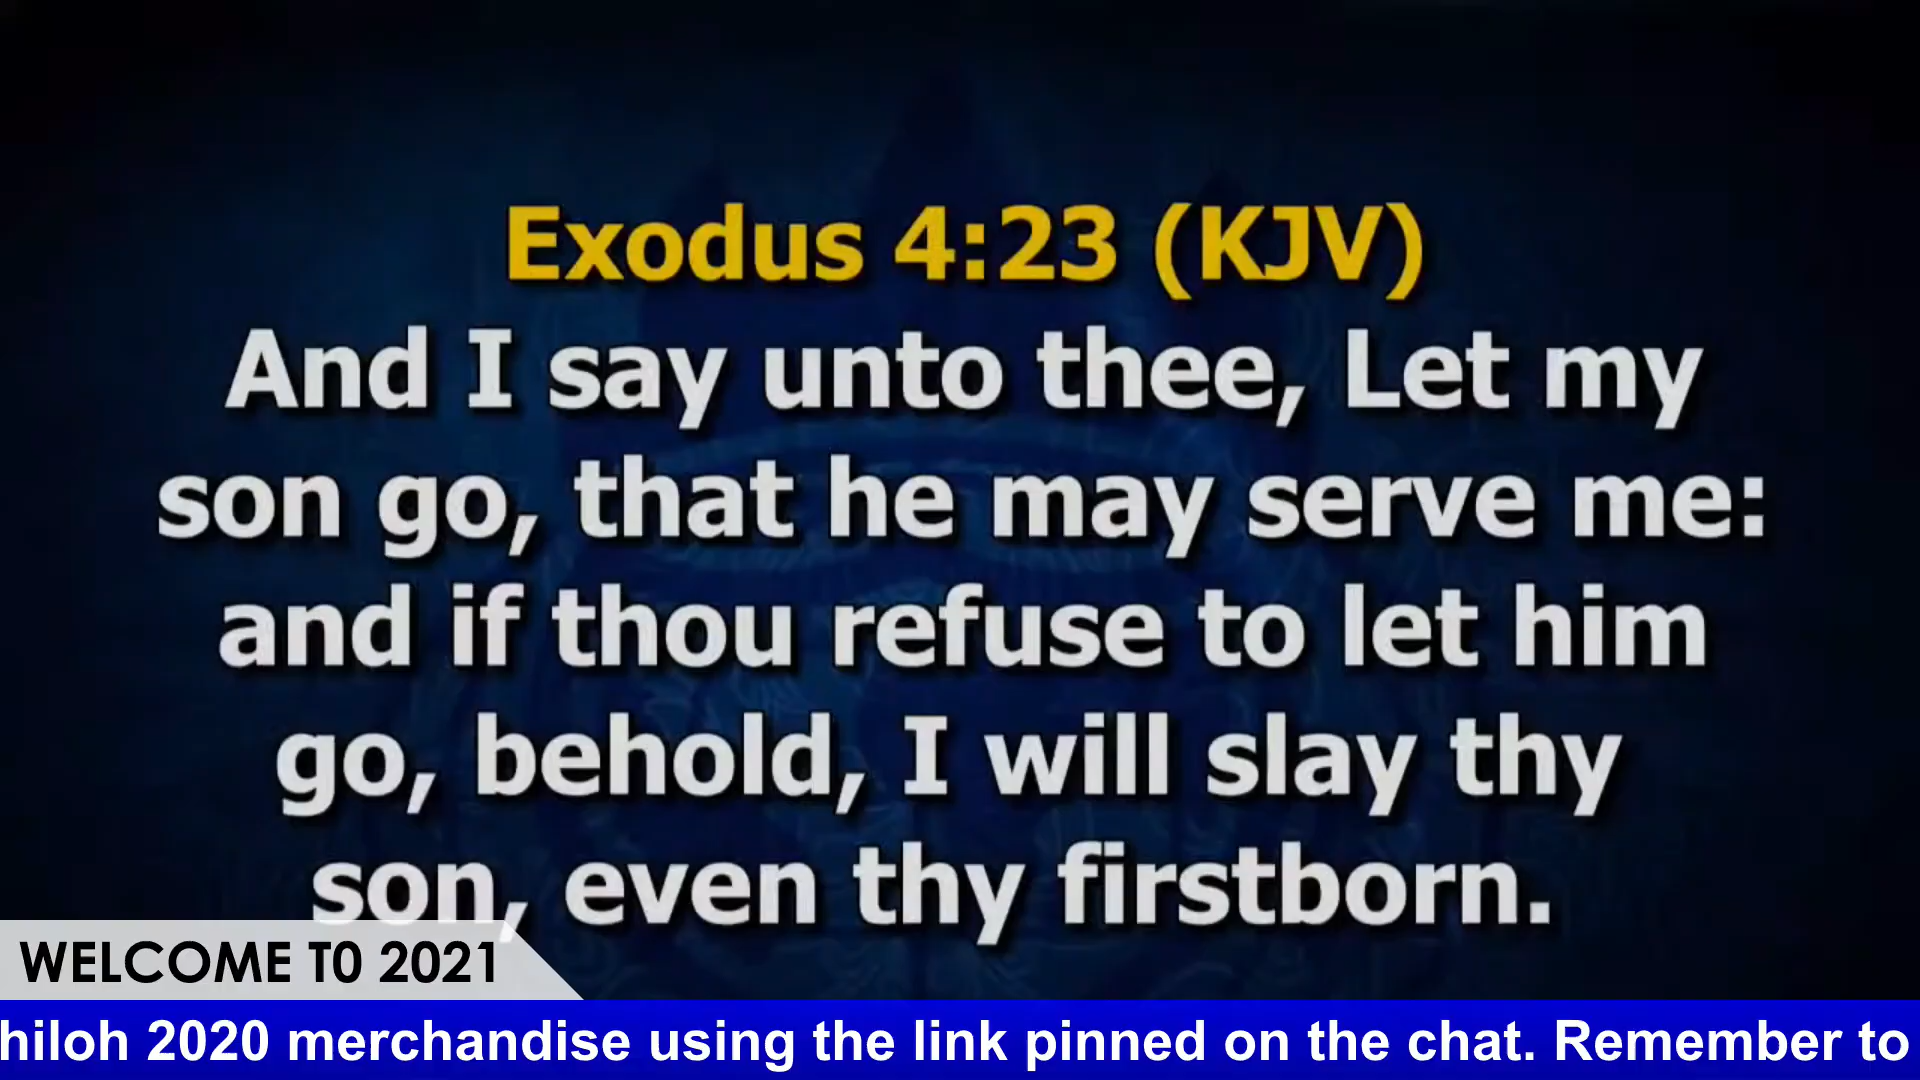 Exodus 4:23 (KJV)
And I say unto thee, Let my
son go, that he may serve me:
and if thou refuse to let him
go, behold, I will slay thy
son, even thy firstborn.
WELCOME T0 2021
hiloh 2020 merchandise using the link pinned on the chat. Remember to